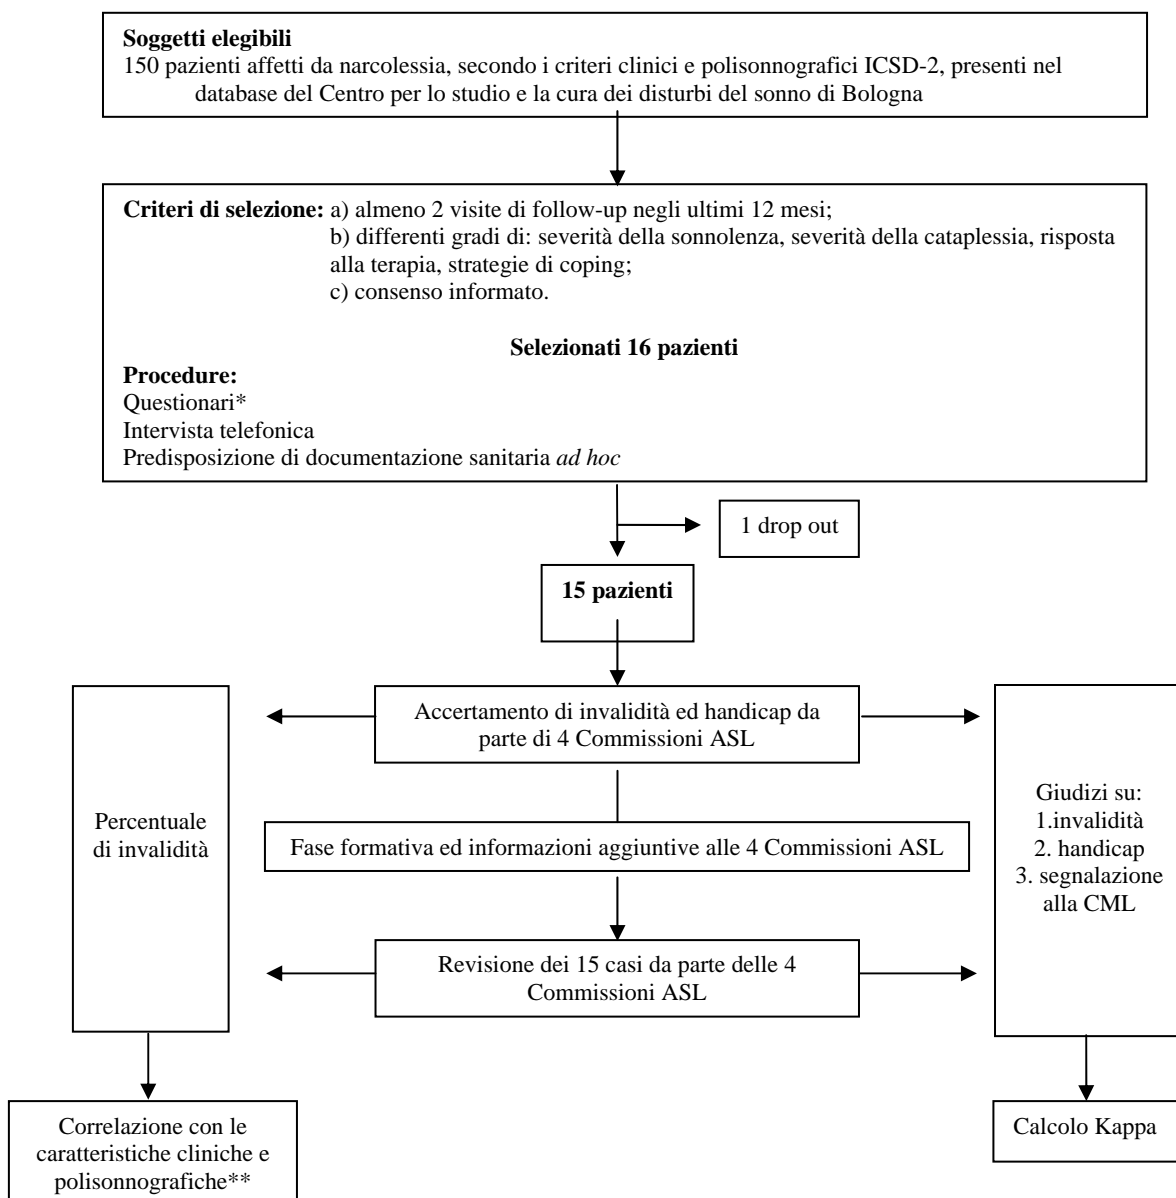 Soggetti elegibili
150 pazienti affetti da narcolessia, secondo i criteri clinici e polisonnografici ICSD-2, presenti nel
database del Centro per lo studio e la cura dei disturbi del sonno di Bologna
Criteri di selezione: a) almeno 2 visite di follow-up negli ultimi 12 mesi;
b) differenti gradi di: severità della sonnolenza, severità della cataplessia, risposta
alla terapia, strategie di coping;
c) consenso informato.
Selezionati 16 pazienti
Procedure:
Questionari*
Intervista telefonica
Predisposizione di documentazione sanitaria ad hoc
1 drop out
15 pazienti
Accertamento di invalidità ed handicap da
parte di 4 Commissioni ASL
Percentuale
di invalidità
Giudizi su:
1.invalidità
2. handicap
3. segnalazione
alla CML
Fase formativa ed informazioni aggiuntive alle 4 Commissioni ASL
Revisione dei 15 casi da parte delle 4
Commissioni ASL
Correlazione con le
caratteristiche cliniche e
polisonnografiche**
Calcolo Kappa